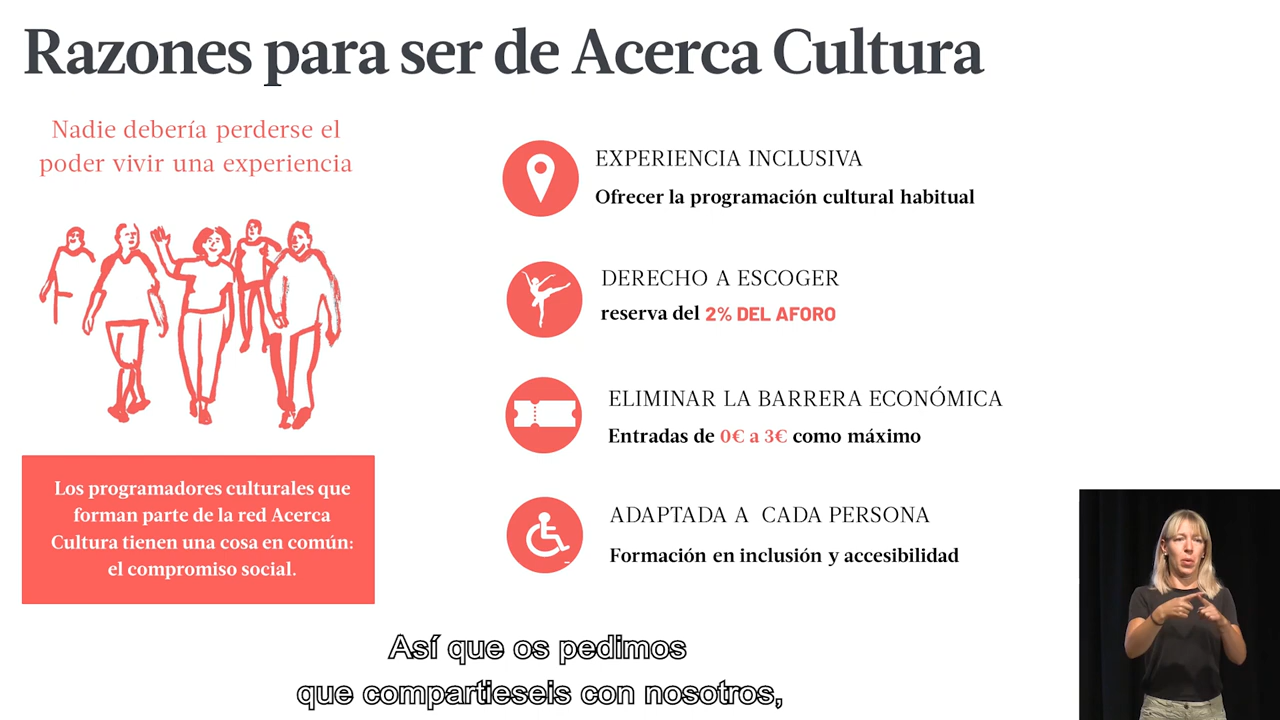 Razones para ser de Acerca Cultura
Nadie debería perderse el
poder vivir una experiencia
Los programadores culturales que
forman parte de la red Acerca
Cultura tienen una cosa en común:
el compromiso social.
EXPERIENCIA INCLUSIVA
Ofrecer la programación cultural habitual
DERECHO A ESCOGER
reserva del 2% DEL AFORO
ELIMINAR LA BARRERA ECONÓMICA
Entradas de 0€ a 3€ como máximo
ADAPTADA A CADA PERSONA
Formación en inclusión y accesibilidad
Así que os pedimos
que compartieseis con nosotros,